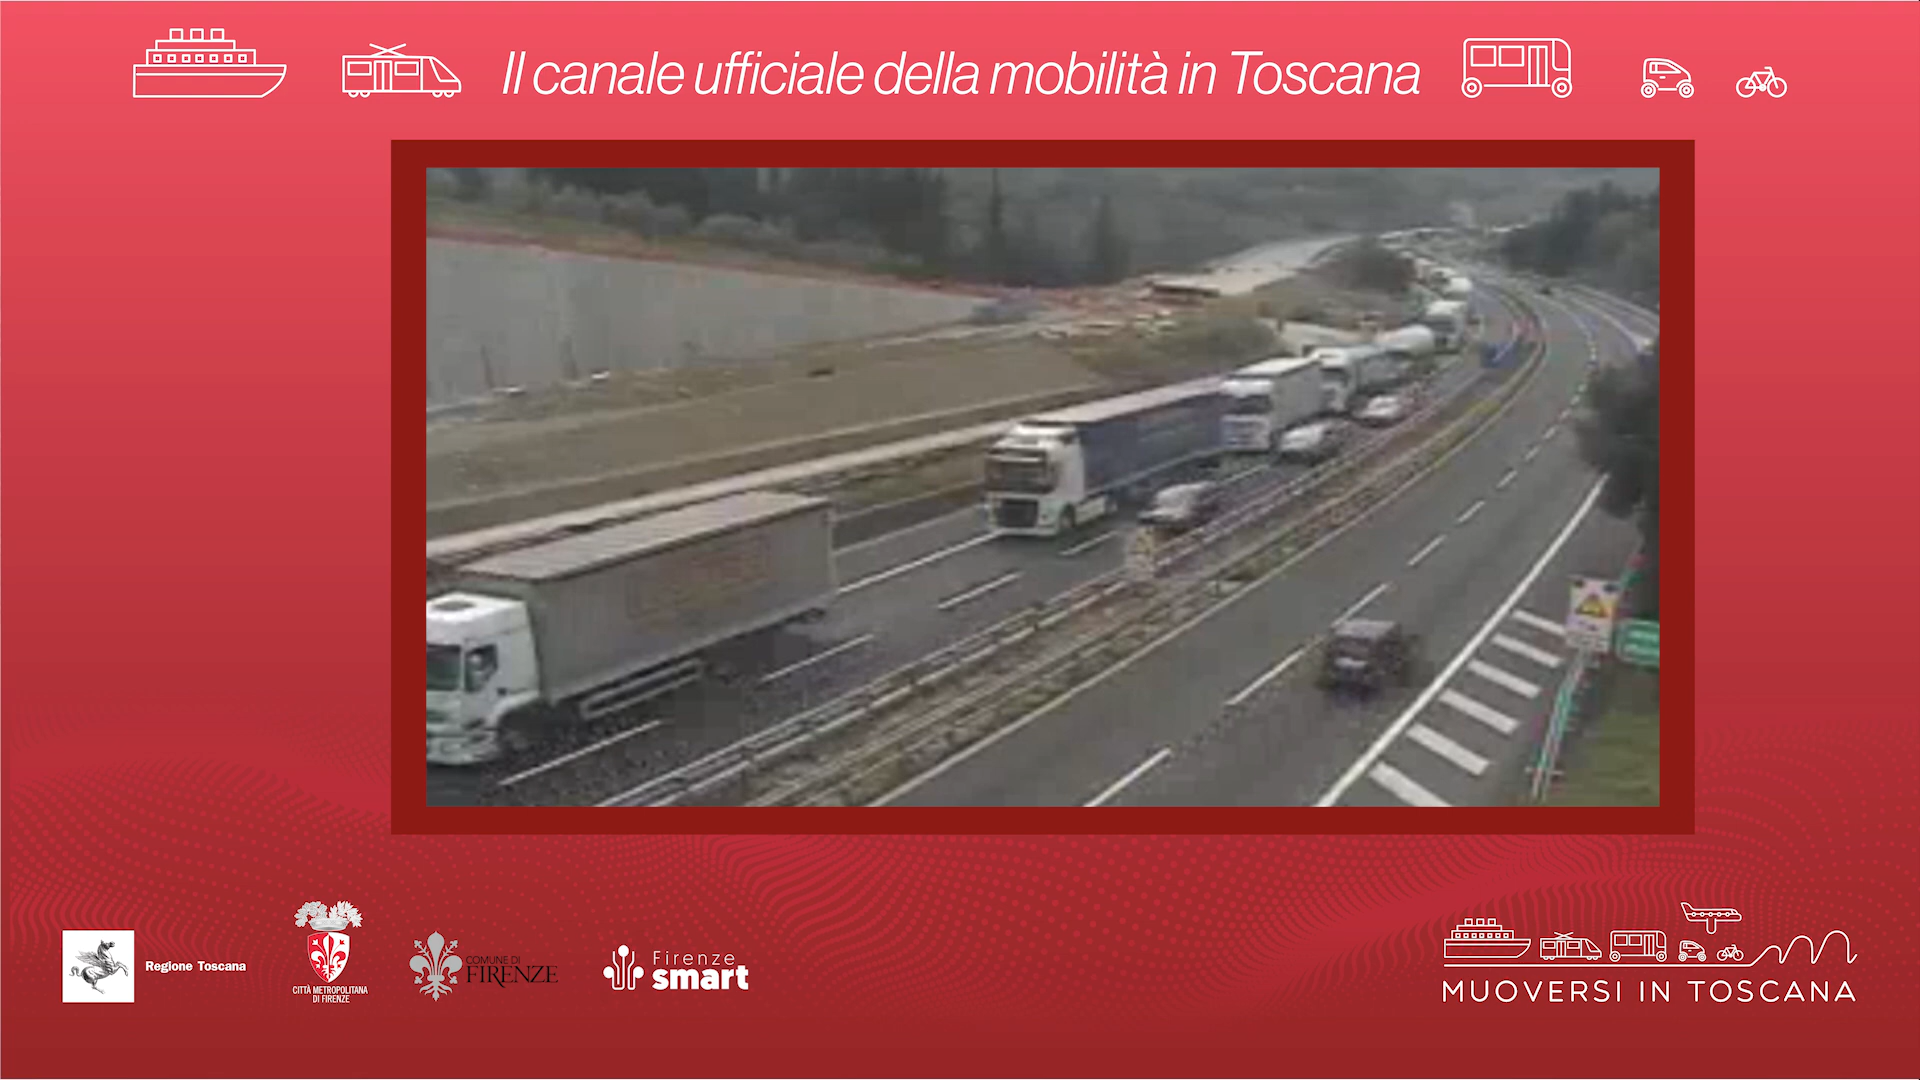 Il canale ufficiale della mobilità in Toscana
Regione Toscana
CITTÀ METROPOLITANA
DI FIRENZE
COMUNE DI
FIRENZE
Firenze
smart
MUOVERSI IN TOSCANA